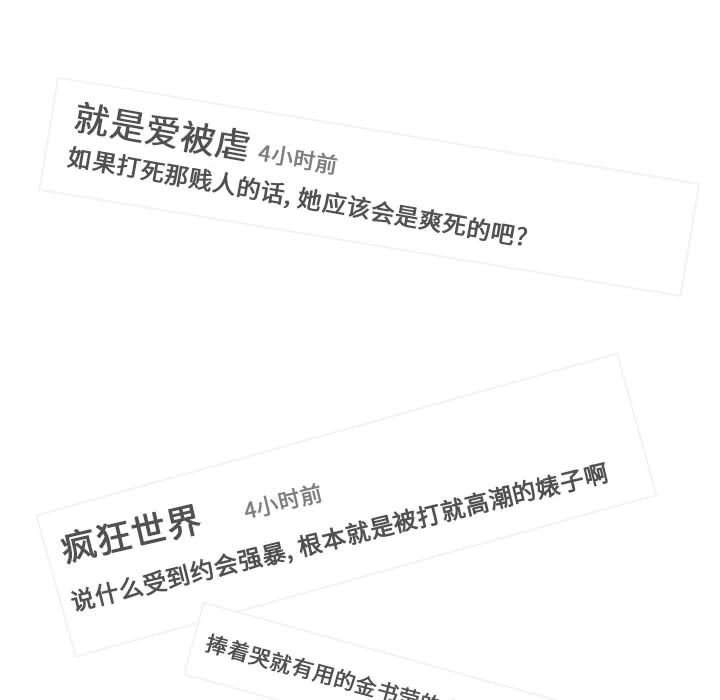 就是爱被虐 4小时前
如果打死那贱人的话, 她应该会是爽死的吧?
疯狂世界 4小时前
说什么受到约会强暴, 根本就是被打就高潮的婊子啊
捧着哭就有用的金书荣的